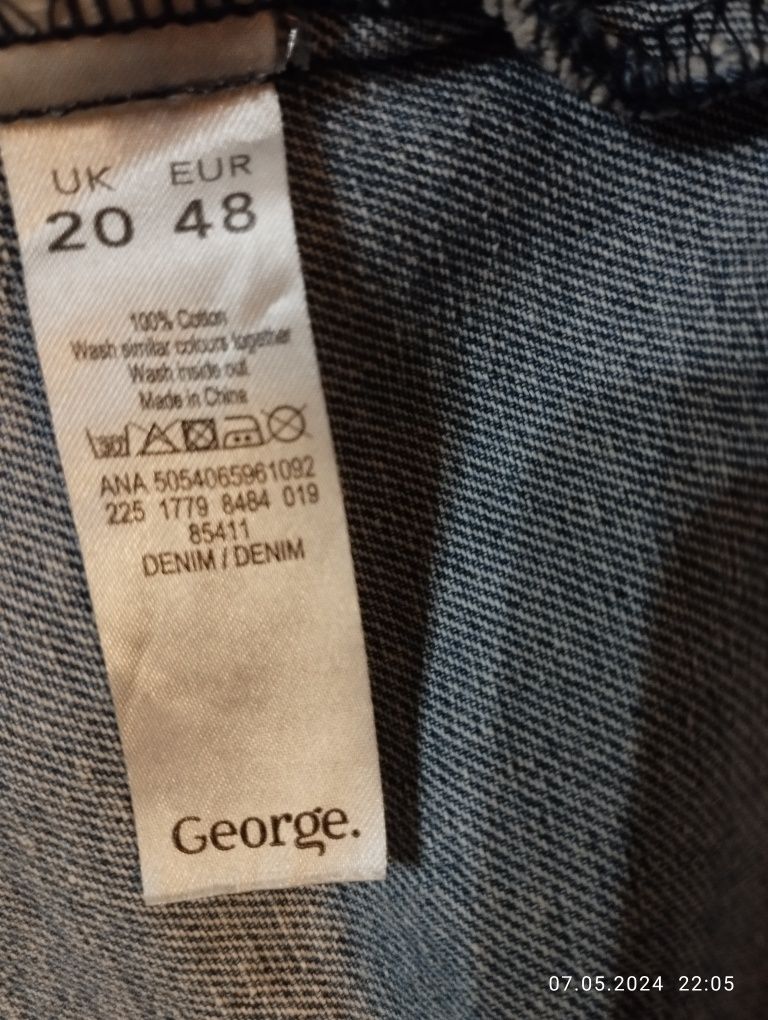 UK EUR
20 48
100% Cotton
Wash similar colours together
Wash inside out
Made in China
ANA 5054065961092
225 1779 8484 019
85411
DENIM / DENIM
George.
07.05.2024 22:05